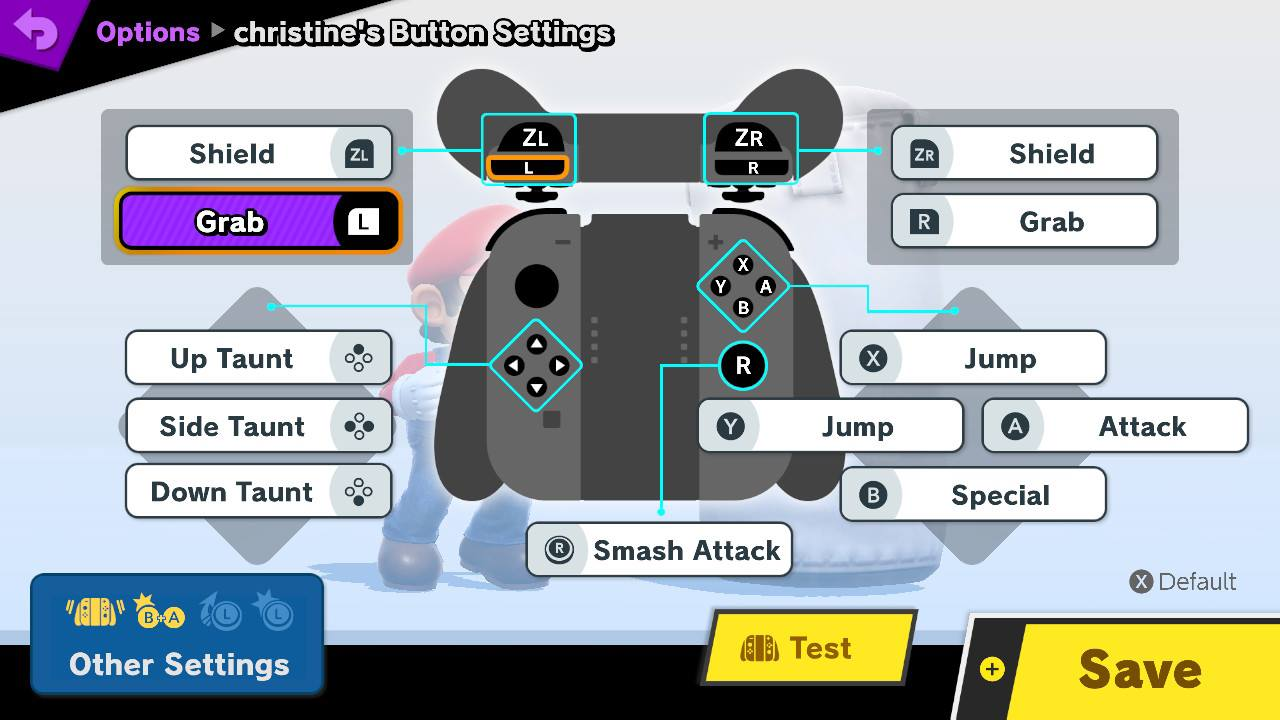 Options ▶ christine's Button Settings
ZL
L
ZR
R
Shield ZL
Grab L
ZR Shield
R Grab
X
Y A
B
R
Up Taunt
Side Taunt
Down Taunt
X Jump
Y Jump
A Attack
B Special
R Smash Attack
X Default
B+A L L
Other Settings
Test
+ Save